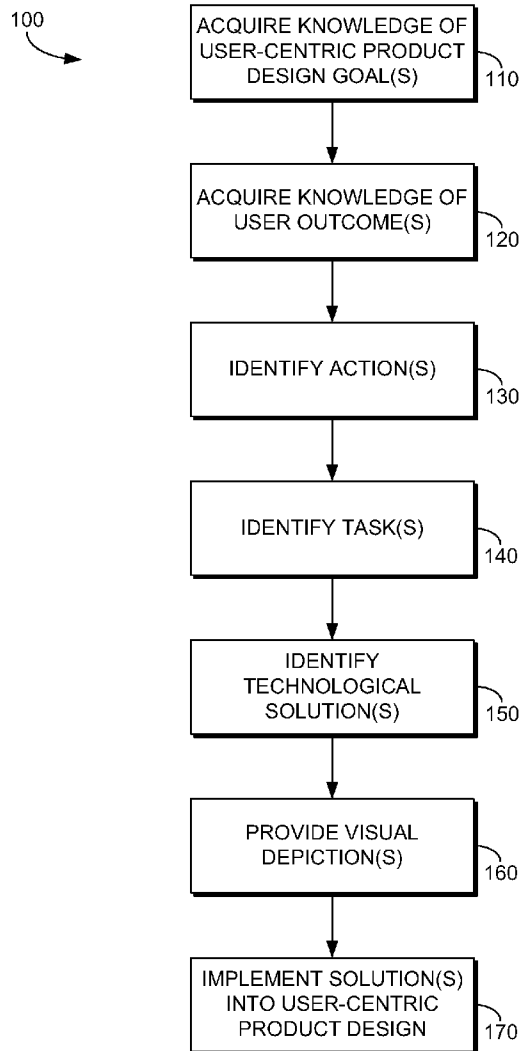 100
ACQUIRE KNOWLEDGE OF
USER-CENTRIC PRODUCT
DESIGN GOAL(S)
110
ACQUIRE KNOWLEDGE OF
USER OUTCOME(S)
120
IDENTIFY ACTION(S)
130
IDENTIFY TASK(S)
140
IDENTIFY
TECHNOLOGICAL
SOLUTION(S)
150
PROVIDE VISUAL
DEPICTION(S)
160
IMPLEMENT SOLUTION(S)
INTO USER-CENTRIC
PRODUCT DESIGN
170